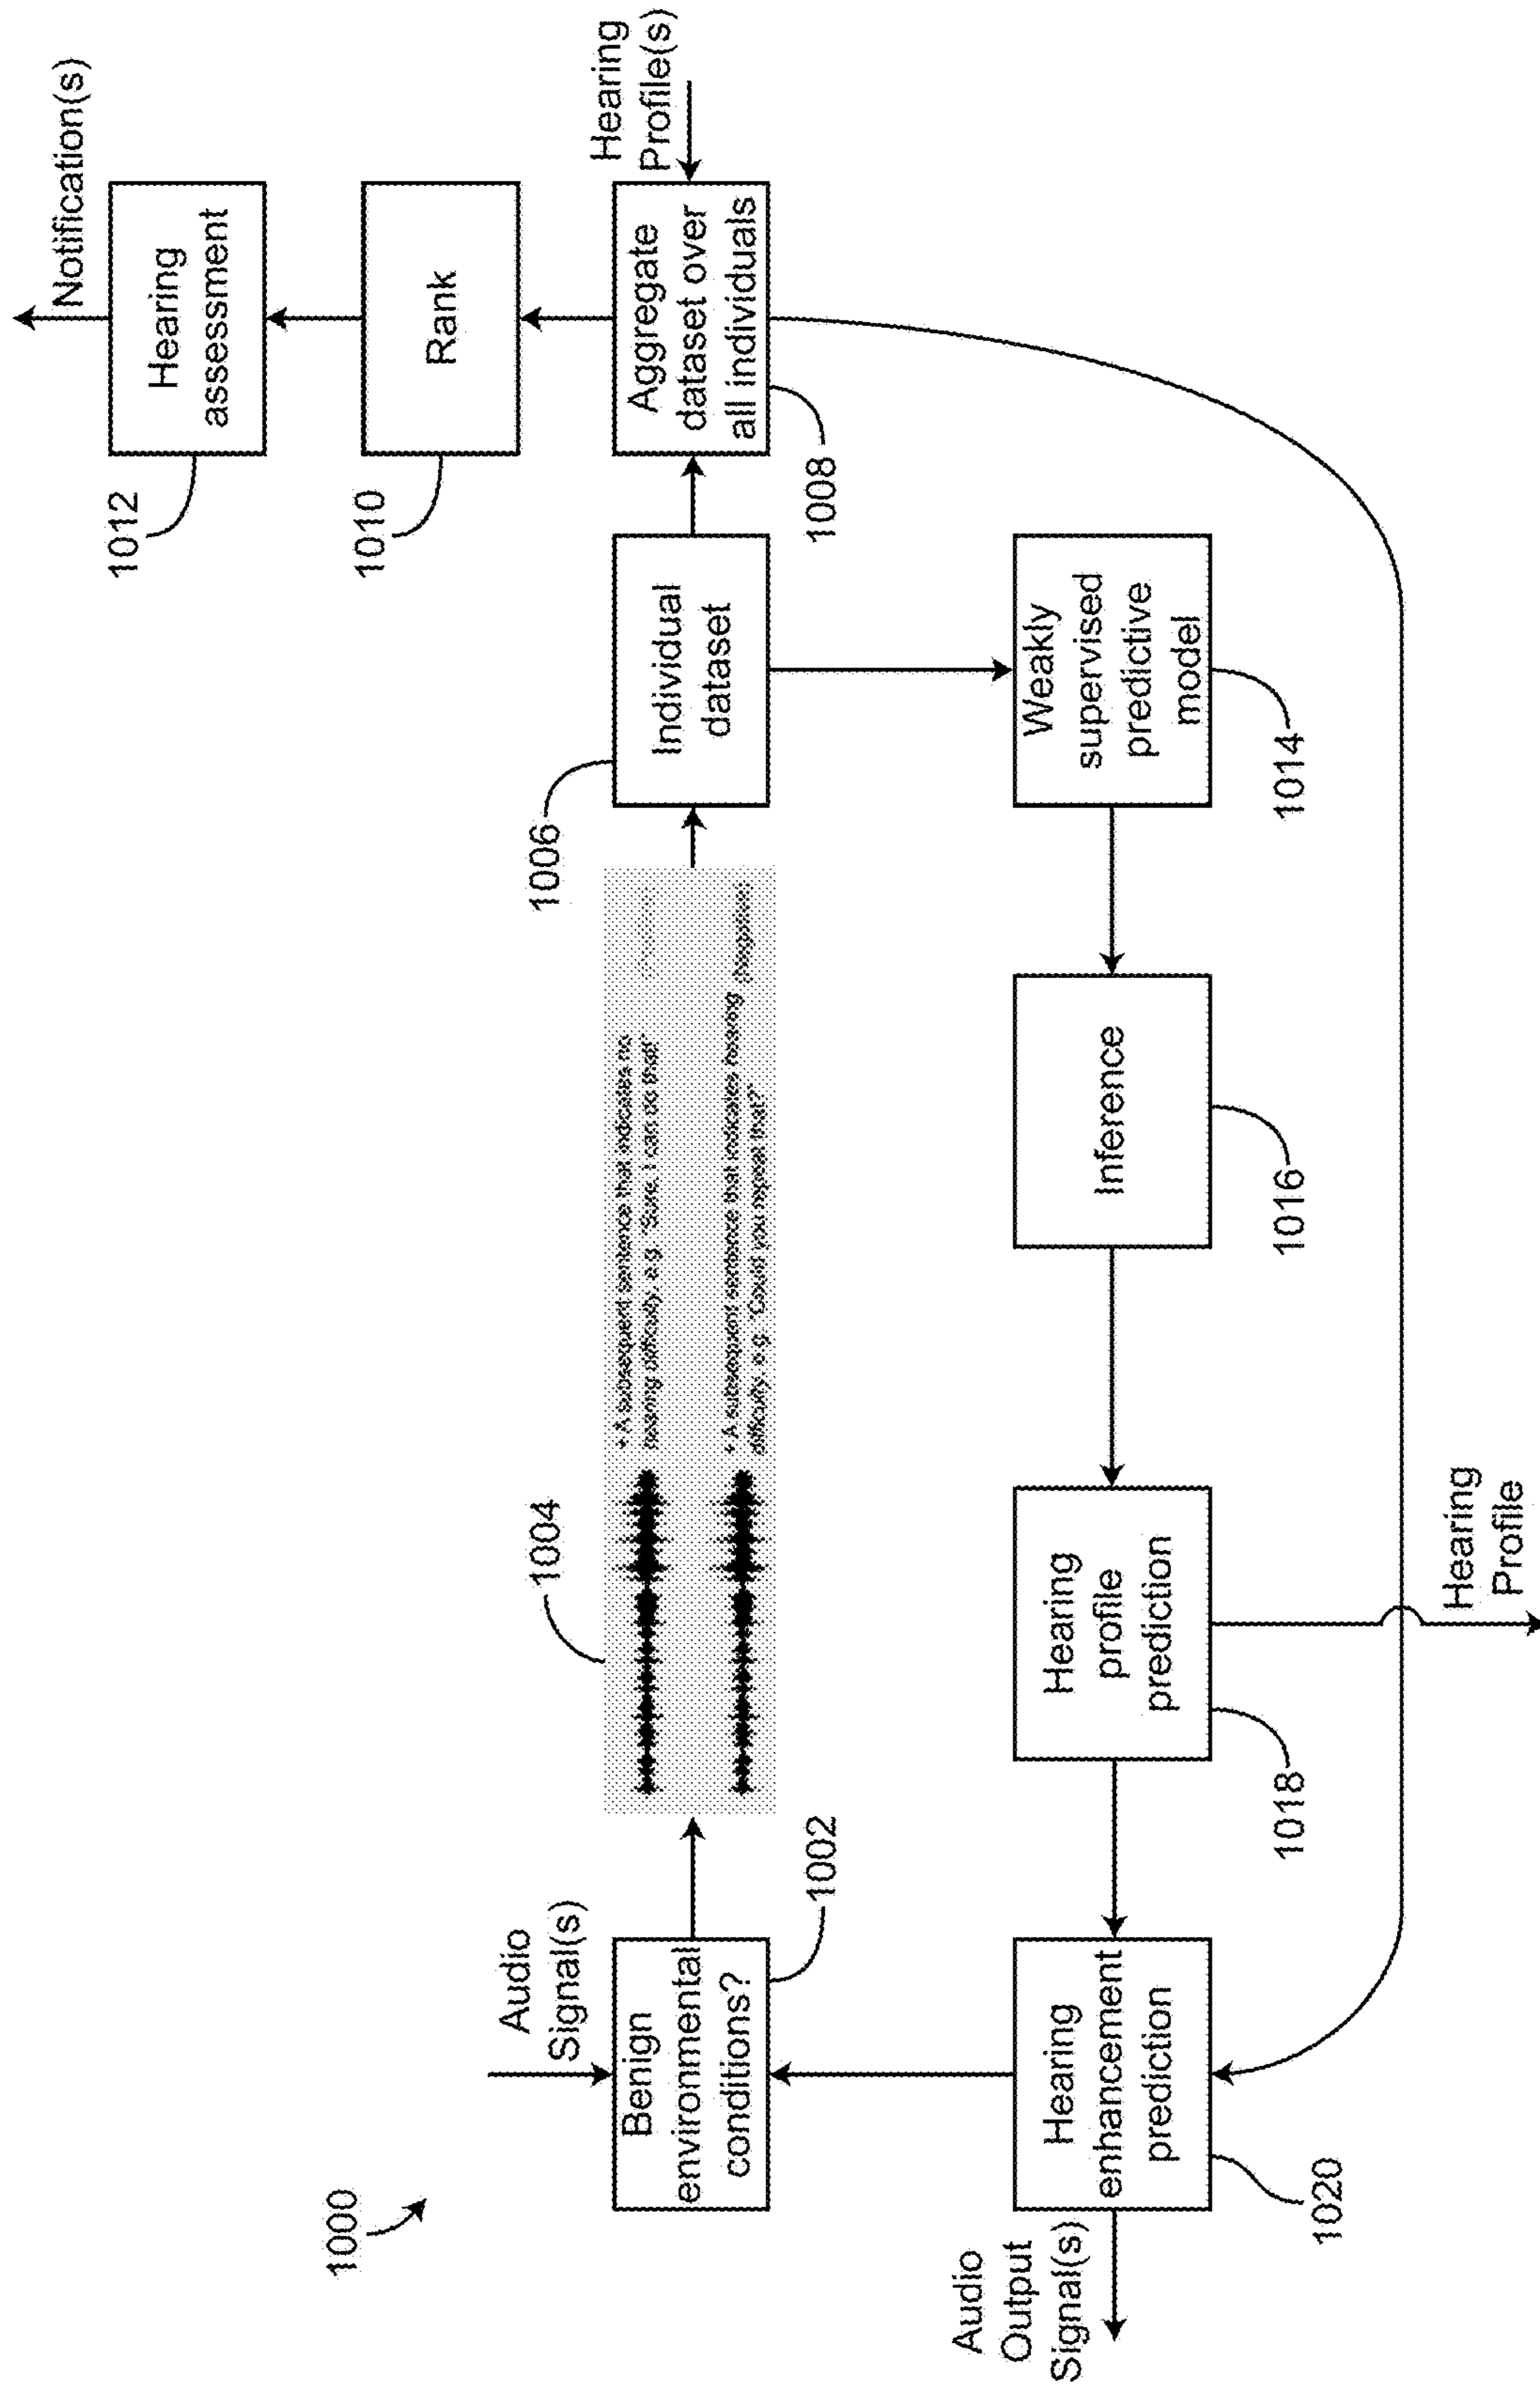 1000
Audio
Signal(s)
Benign
environmental
conditions?
1002
1004
+ A subsequent sentence that indicates no
hearing difficulty, e.g. "Sure, I can do that"
+ A subsequent sentence that indicates hearing
difficulty, e.g. "Could you repeat that?"
1006
Individual
dataset
Aggregate
dataset over
all individuals
1008
Hearing
Profile(s)
Rank
1010
Hearing
assessment
1012
Notification(s)
Weakly
supervised
predictive
model
1014
Inference
1016
Hearing
profile
prediction
1018
Hearing
Profile
Hearing
enhancement
prediction
1020
Audio
Output
Signal(s)